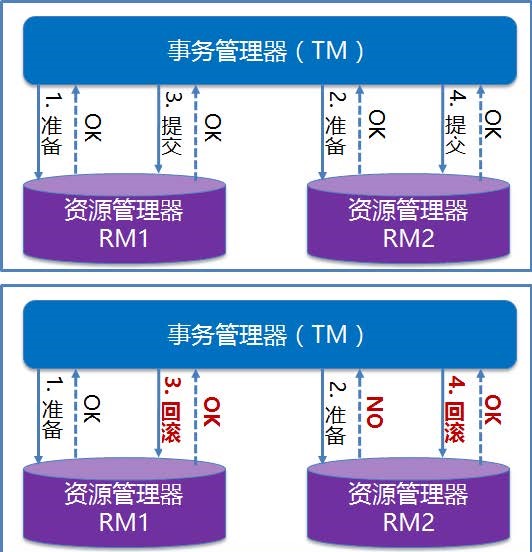 事务管理器（TM）
1. 准备
OK
3. 提交
OK
2. 准备
OK
4. 提交
OK
资源管理器
RM1
资源管理器
RM2
事务管理器（TM）
1. 准备
OK
3. 回滚
OK
2. 准备
NO
4. 回滚
OK
资源管理器
RM1
资源管理器
RM2